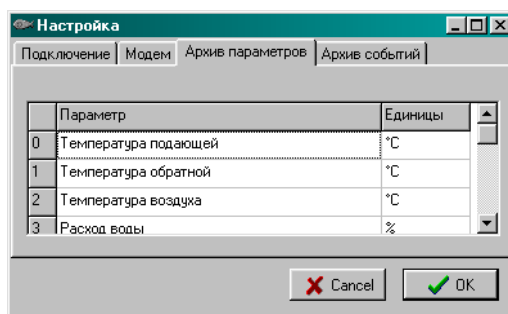 Настройка
Подключение Модем Архив параметров Архив событий
Параметр Единицы
0 Температура подающей °C
1 Температура обратной °C
2 Температура воздуха °C
3 Расход воды %
Cancel OK